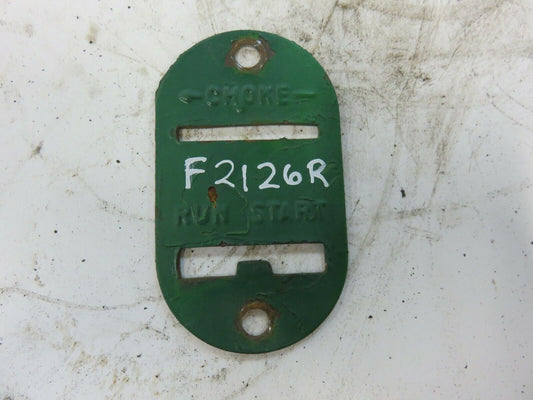 ←CHOKE→
F2126R
RUN START